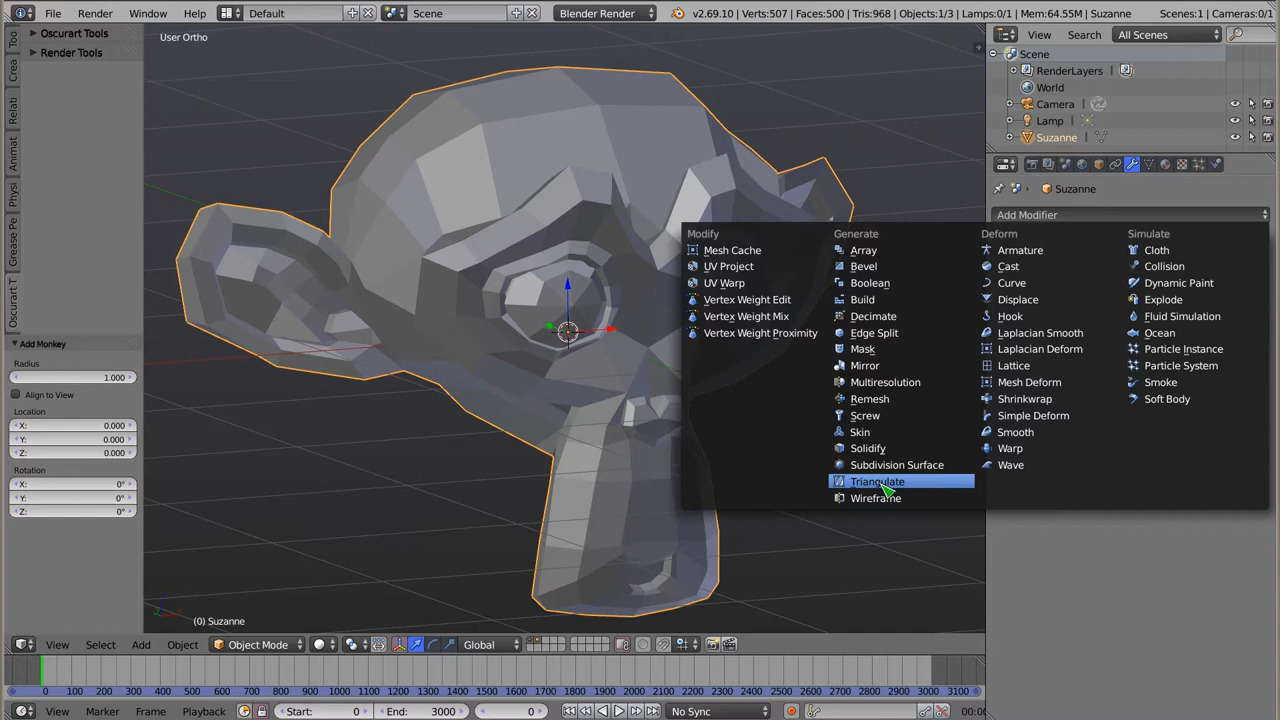 File Render Window Help Default Scene Blender Render v2.69.10 | Verts:507 | Faces:500 | Tris:968 | Objects:1/3 | Lamps:0/1 | Mem:64.55M | Suzanne Scenes:1 | Cameras:0/1
Oscurart Tools
Render Tools
Too
Crea
Relati
Animat
Physi
Grease Pe
Oscurart T
Add Monkey
Radius
1.000
Align to View
Location
X: 0.000
Y: 0.000
Z: 0.000
Rotation
X: 0°
Y: 0°
Z: 0°
User Ortho
(0) Suzanne
View Search All Scenes
Scene
RenderLayers
World
Camera
Lamp
Suzanne
Suzanne
Add Modifier
Modify
Mesh Cache
UV Project
UV Warp
Vertex Weight Edit
Vertex Weight Mix
Vertex Weight Proximity
Generate
Array
Bevel
Boolean
Build
Decimate
Edge Split
Mask
Mirror
Multiresolution
Remesh
Screw
Skin
Solidify
Subdivision Surface
Triangulate
Wireframe
Deform
Armature
Cast
Curve
Displace
Hook
Laplacian Smooth
Laplacian Deform
Lattice
Mesh Deform
Shrinkwrap
Simple Deform
Smooth
Warp
Wave
Simulate
Cloth
Collision
Dynamic Paint
Explode
Fluid Simulation
Ocean
Particle Instance
Particle System
Smoke
Soft Body
View Select Add Object Object Mode Global
0 100 200 300 400 500 600 700 800 900 1000 1100 1200 1300 1400 1500 1600 1700 1800 1900 2000 2100 2200 2300 2400 2500 2600 2700 2800 2900 3000 3100
View Marker Frame Playback Start: 0 End: 3000 0 No Sync 00:0